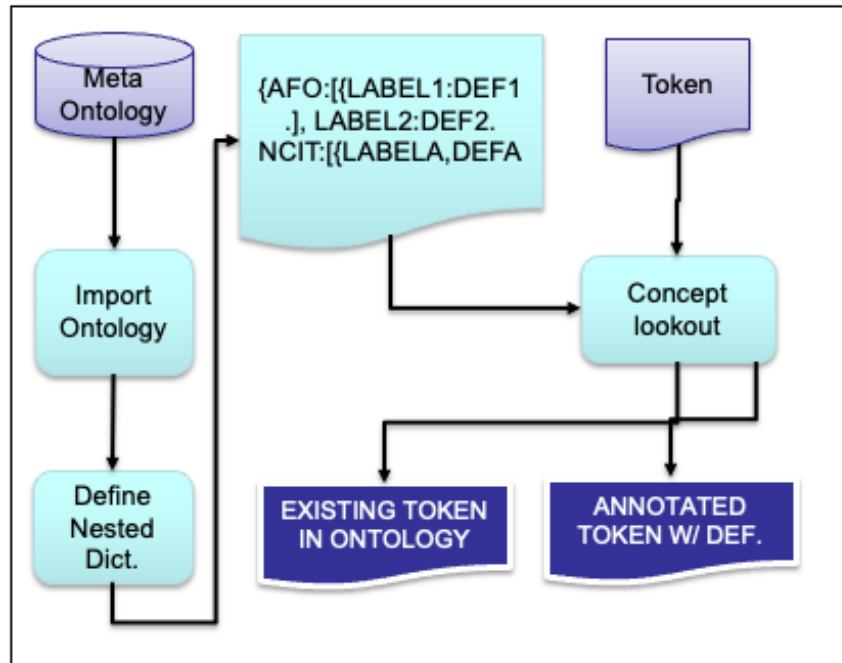 Meta
Ontology
{AFO:[{LABEL1:DEF1
.], LABEL2:DEF2.
NCIT:[{LABELA,DEFA
Token
Import
Ontology
Concept
lookout
Define
Nested
Dict.
EXISTING TOKEN
IN ONTOLOGY
ANNOTATED
TOKEN W/ DEF.